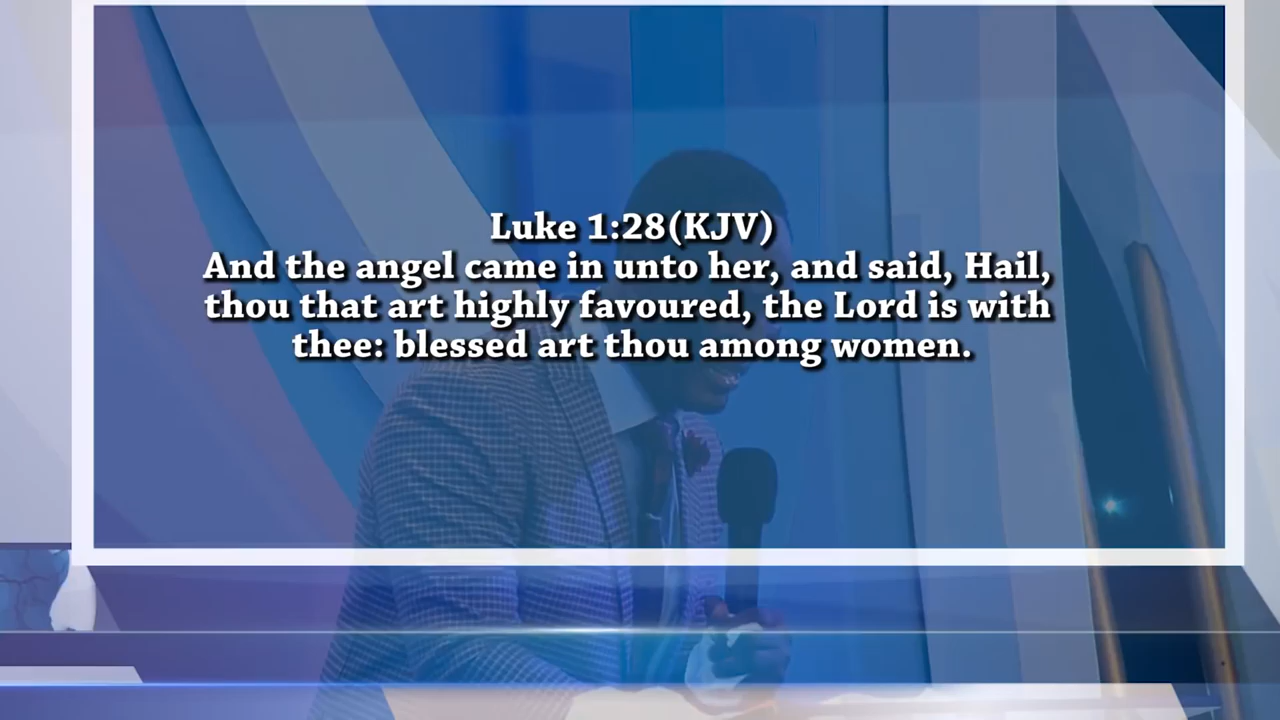 Luke 1:28(KJV)
And the angel came in unto her, and said, Hail,
thou that art highly favoured, the Lord is with
thee: blessed art thou among women.